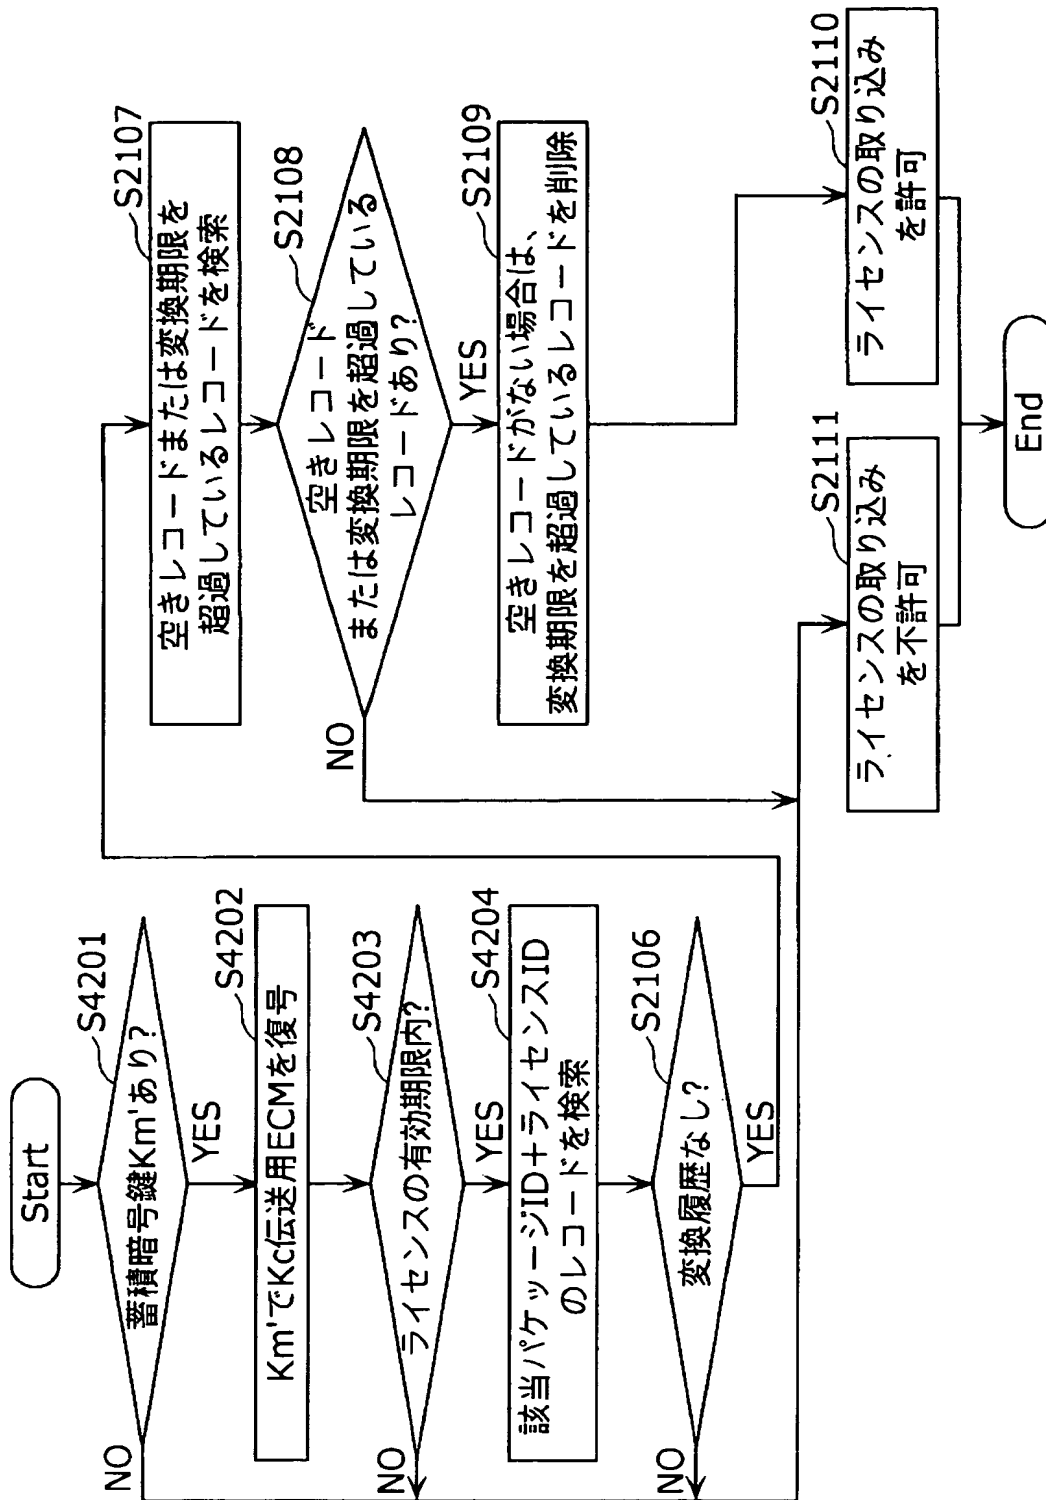 Start
S4201
蓄積暗号鍵Km'あり?
YES
NO
S4202
Km'でKc伝送用ECMを復号
S4203
ライセンスの有効期限内?
YES
NO
S4204
該当パケッージID+ライセンスID
のレコードを検索
S2106
変換履歴なし?
YES
NO
S2107
空きレコードまたは変換期限を
超過しているレコードを検索
S2108
空きレコード
または変換期限を超過している
レコードあり?
YES
NO
S2109
空きレコードがない場合は、
変換期限を超過しているレコードを削除
S2110
ライセンスの取り込み
を許可
S2111
ライセンスの取り込み
を不許可
End